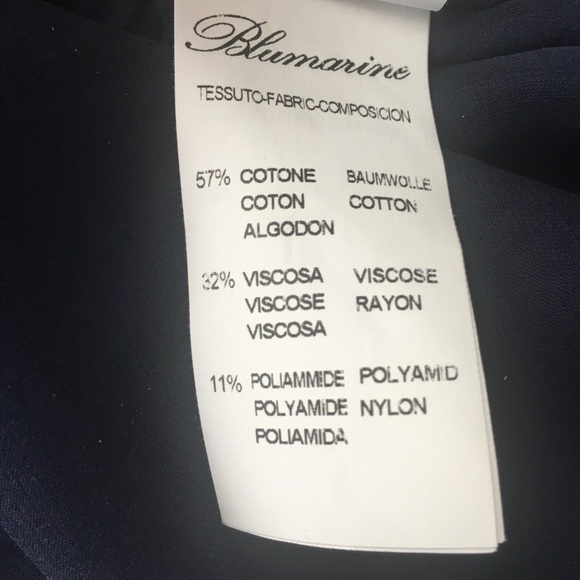 Blumarine
TESSUTO-FABRIC-COMPOSICION
57% COTONE BAUMWOLLE
COTON COTTON
ALGODON
32% VISCOSA VISCOSE
VISCOSE RAYON
VISCOSA
11% POLIAMMIDE POLYAMID
POLYAMIDE NYLON
POLIAMIDA